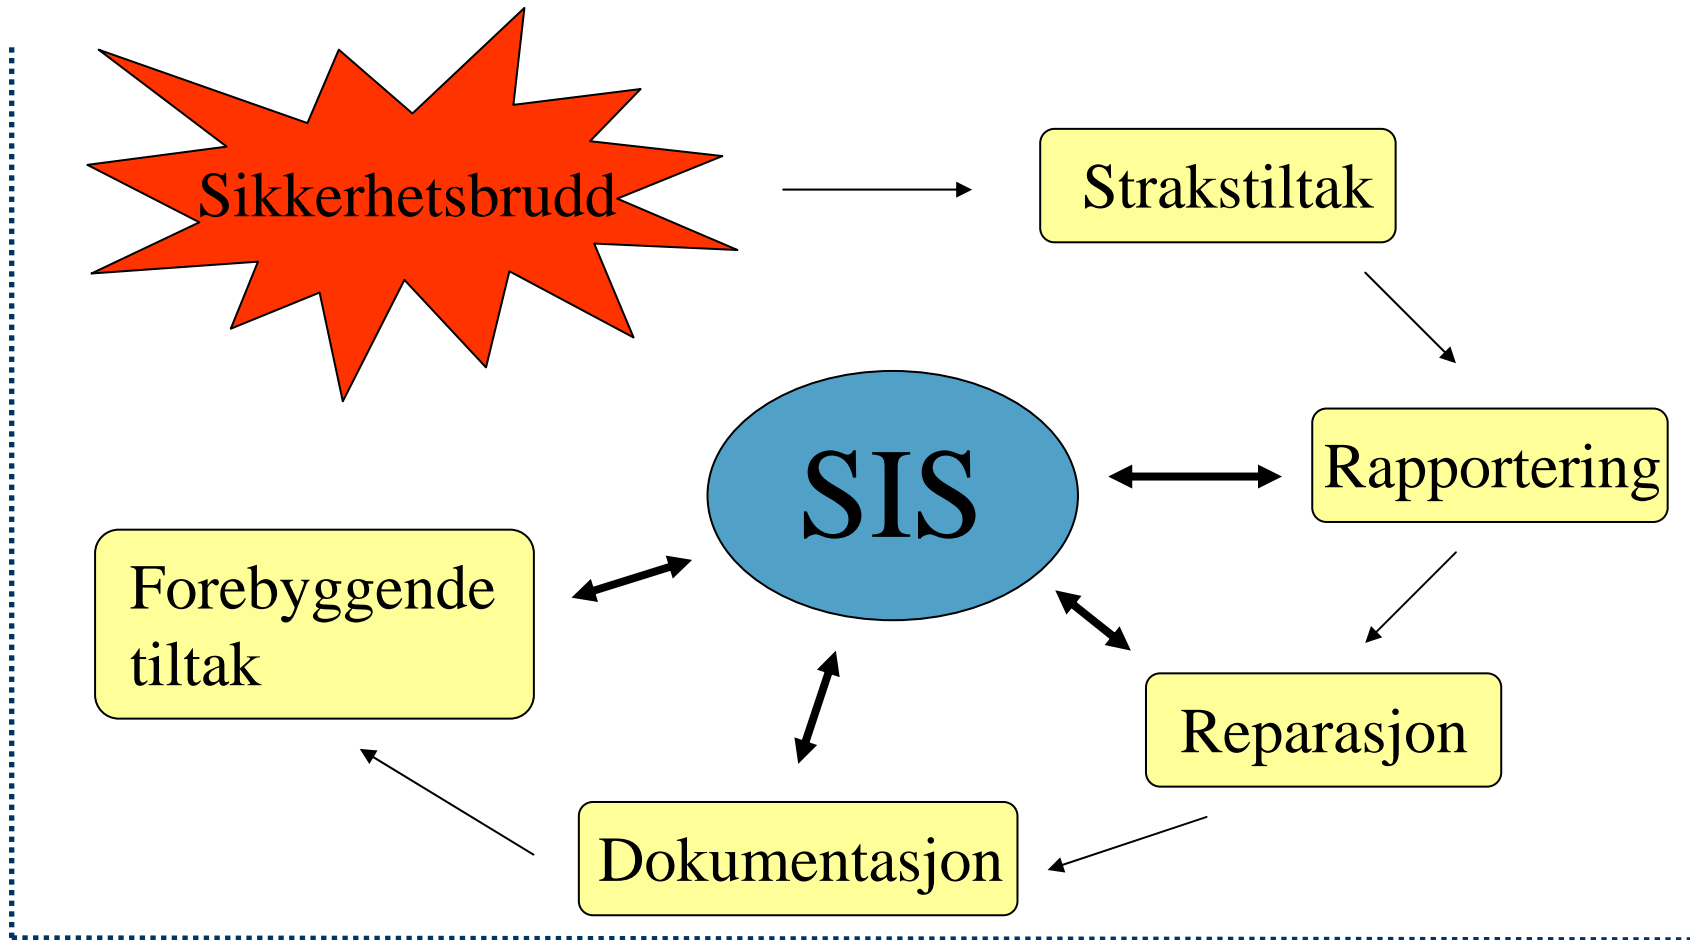 Sikkerhetsbrudd
Strakstiltak
Rapportering
SIS
Forebyggende
tiltak
Reparasjon
Dokumentasjon